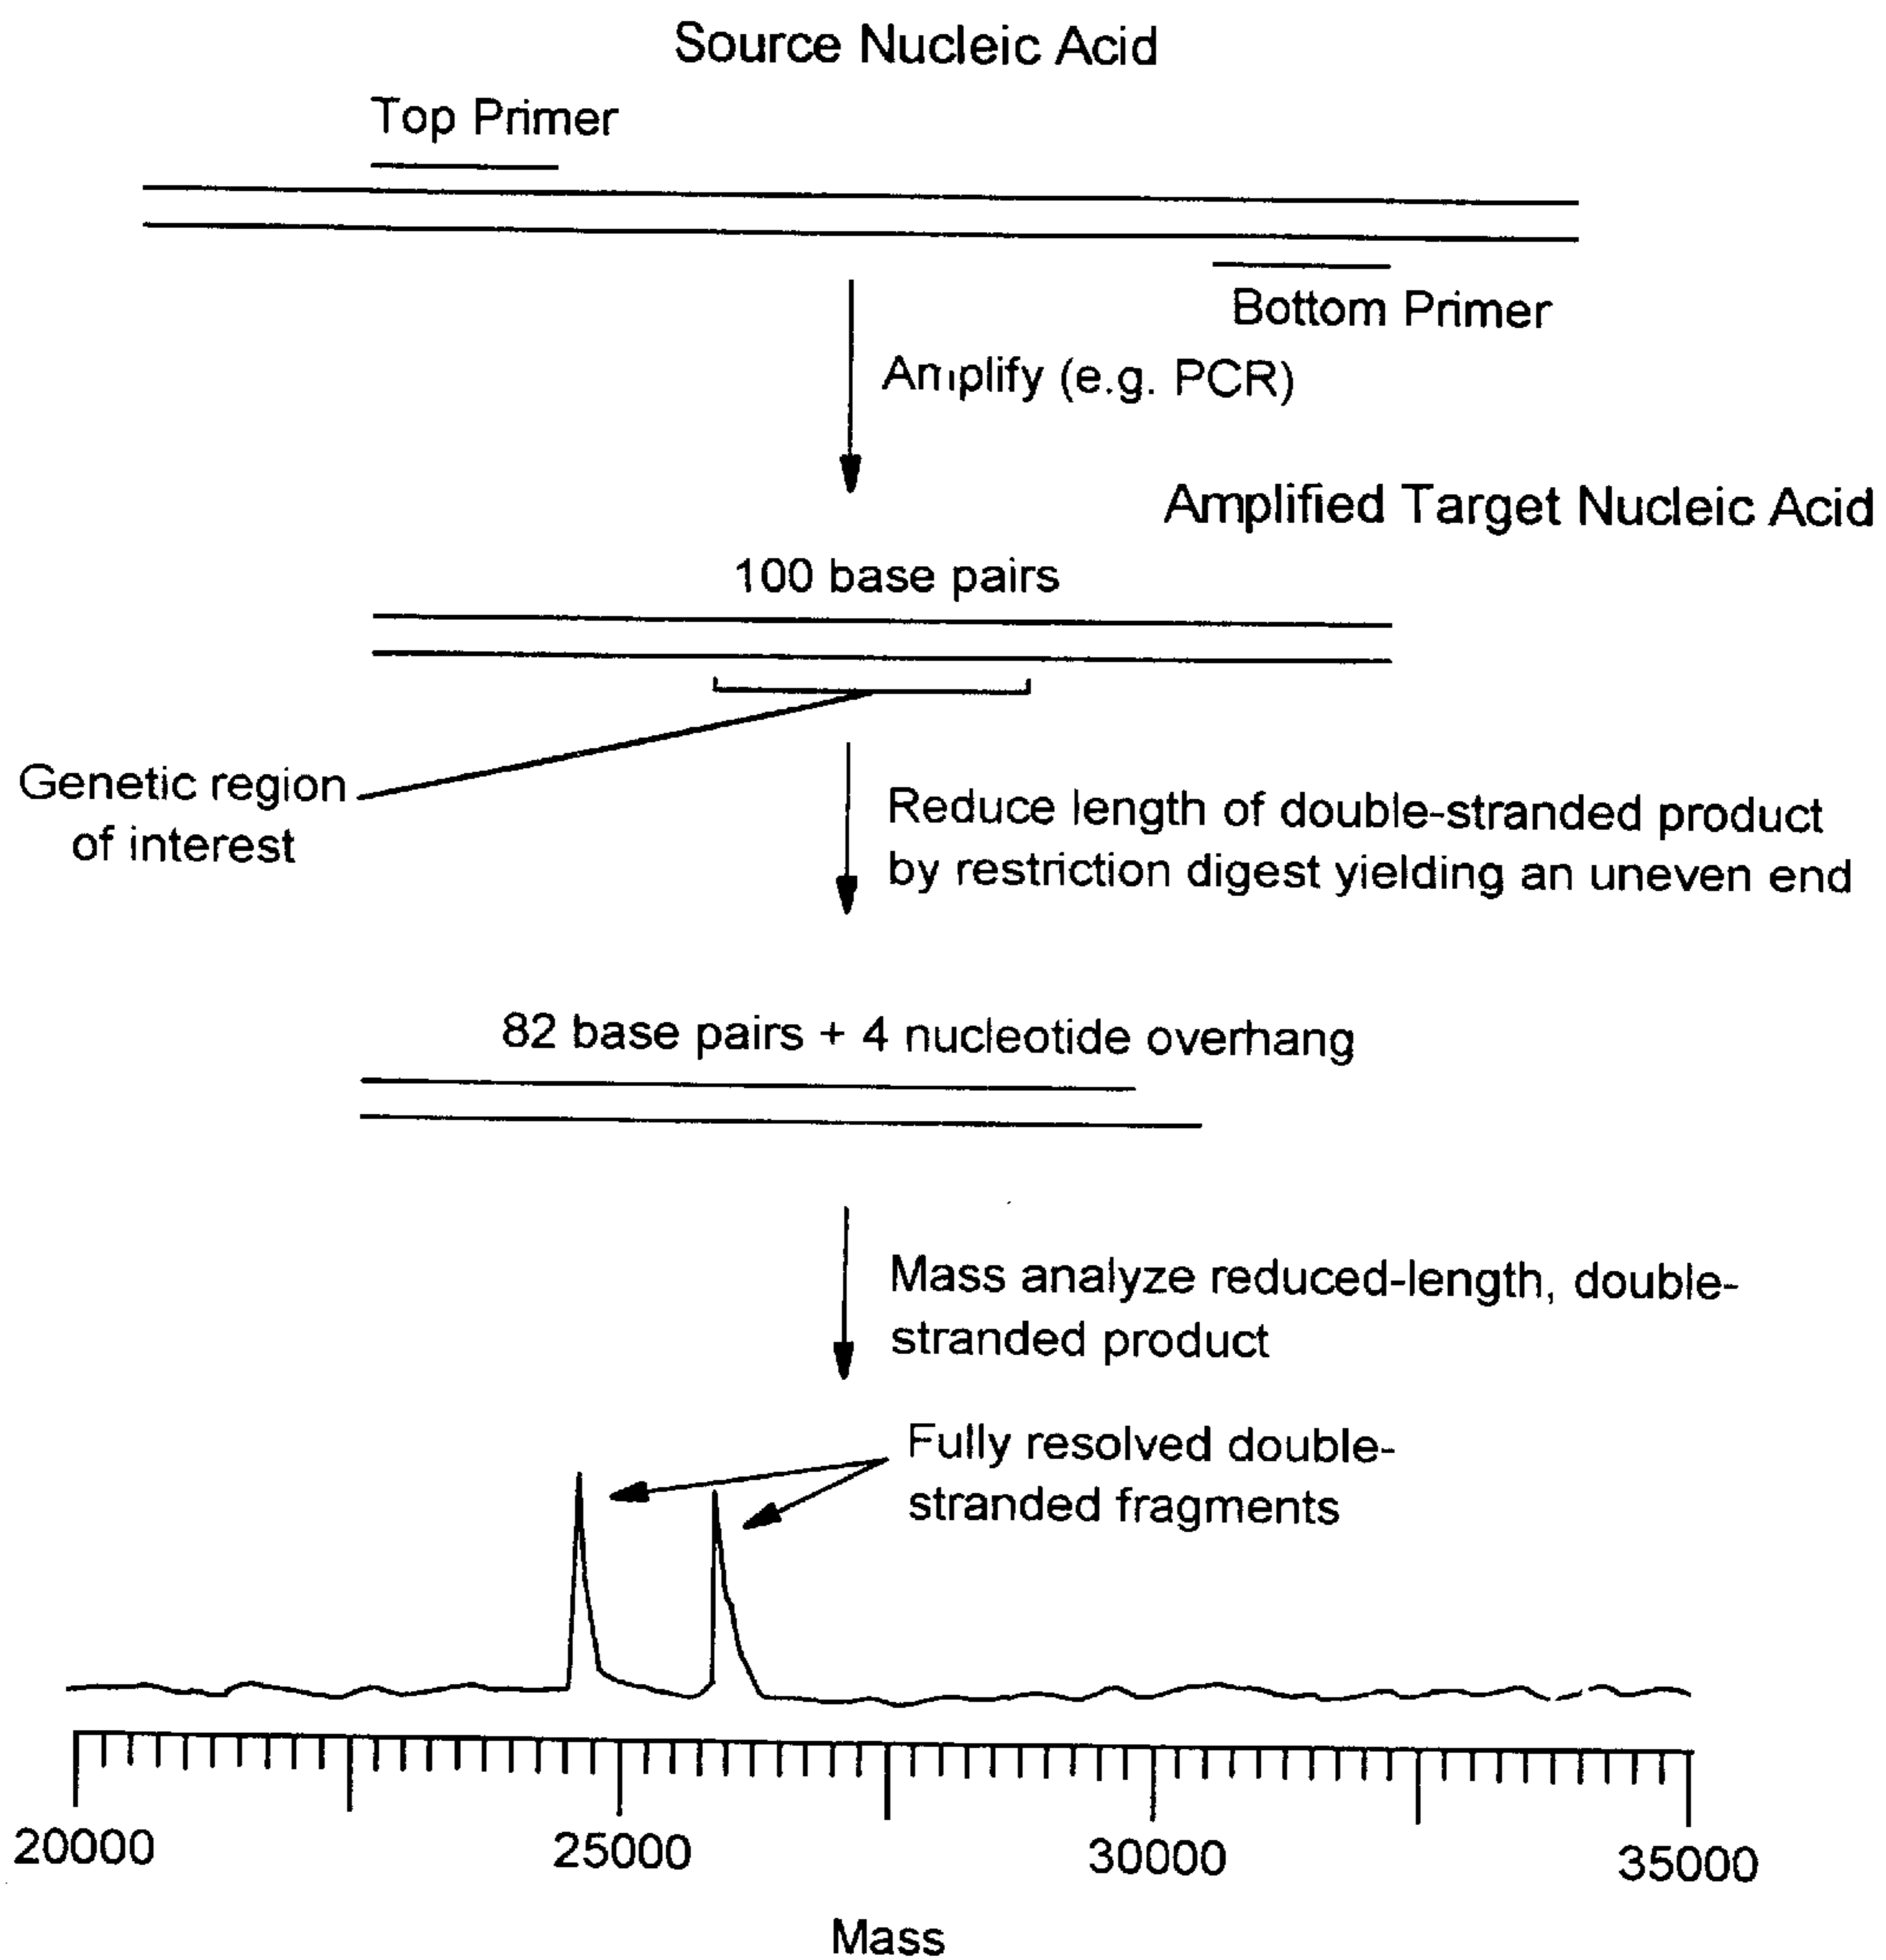 Source Nucleic Acid
Top Primer
Bottom Primer
Amplify (e.g. PCR)
Amplified Target Nucleic Acid
100 base pairs
Genetic region
of interest
Reduce length of double-stranded product
by restriction digest yielding an uneven end
82 base pairs + 4 nucleotide overhang
Mass analyze reduced-length, double-
stranded product
Fully resolved double-
stranded fragments
20000
25000
30000
35000
Mass